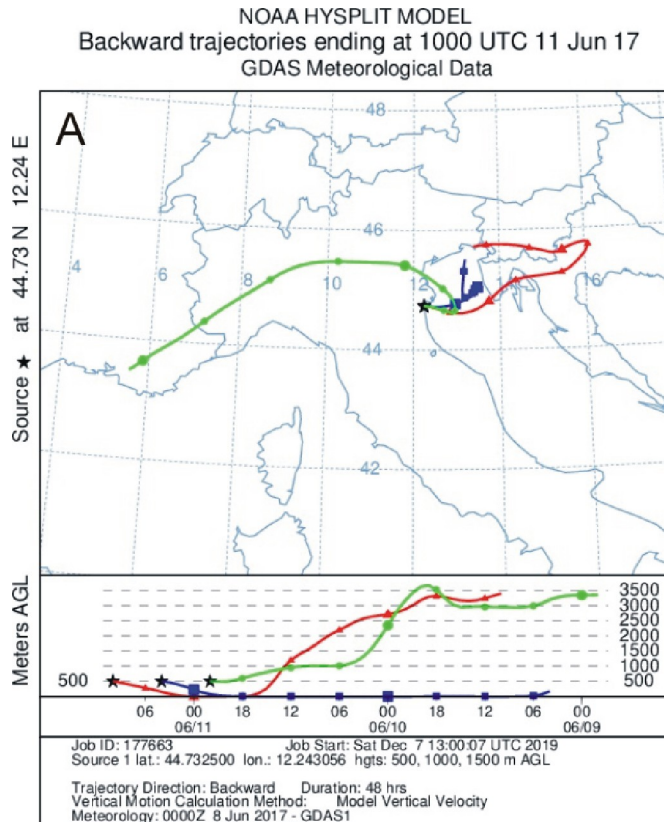 NOAA HYSPLIT MODEL
Backward trajectories ending at 1000 UTC 11 Jun 17
GDAS Meteorological Data
A
Source ★ at 44.73 N 12.24 E
48
46
4 6 8 10 12 14 16
44
42
Meters AGL
500
3500
3000
2500
2000
1500
1000
500
06 00 18 12 06 00 18 12 06 00
06/11 06/10 06/09
Job ID: 177663 Job Start: Sat Dec 7 13:00:07 UTC 2019
Source 1 lat.: 44.732500 lon.: 12.243056 hgts: 500, 1000, 1500 m AGL
Trajectory Direction: Backward Duration: 48 hrs
Vertical Motion Calculation Method: Model Vertical Velocity
Meteorology: 0000Z 8 Jun 2017 - GDAS1